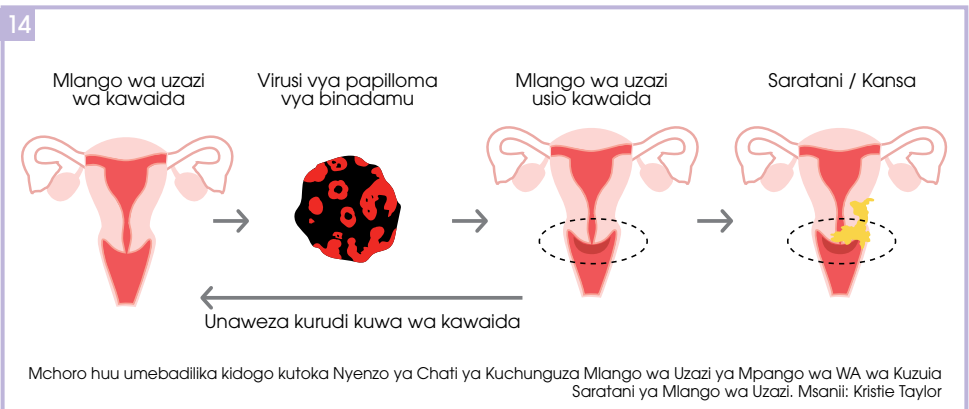 14
Mlango wa uzazi
wa kawaida
Virusi vya papilloma
vya binadamu
Mlango wa uzazi
usio kawaida
Saratani / Kansa
Unaweza kurudi kuwa wa kawaida
Mchoro huu umebadilika kidogo kutoka Nyenzo ya Chati ya Kuchunguza Mlango wa Uzazi ya Mpango wa WA wa Kuzuia
Saratani ya Mlango wa Uzazi. Msanii: Kristie Taylor